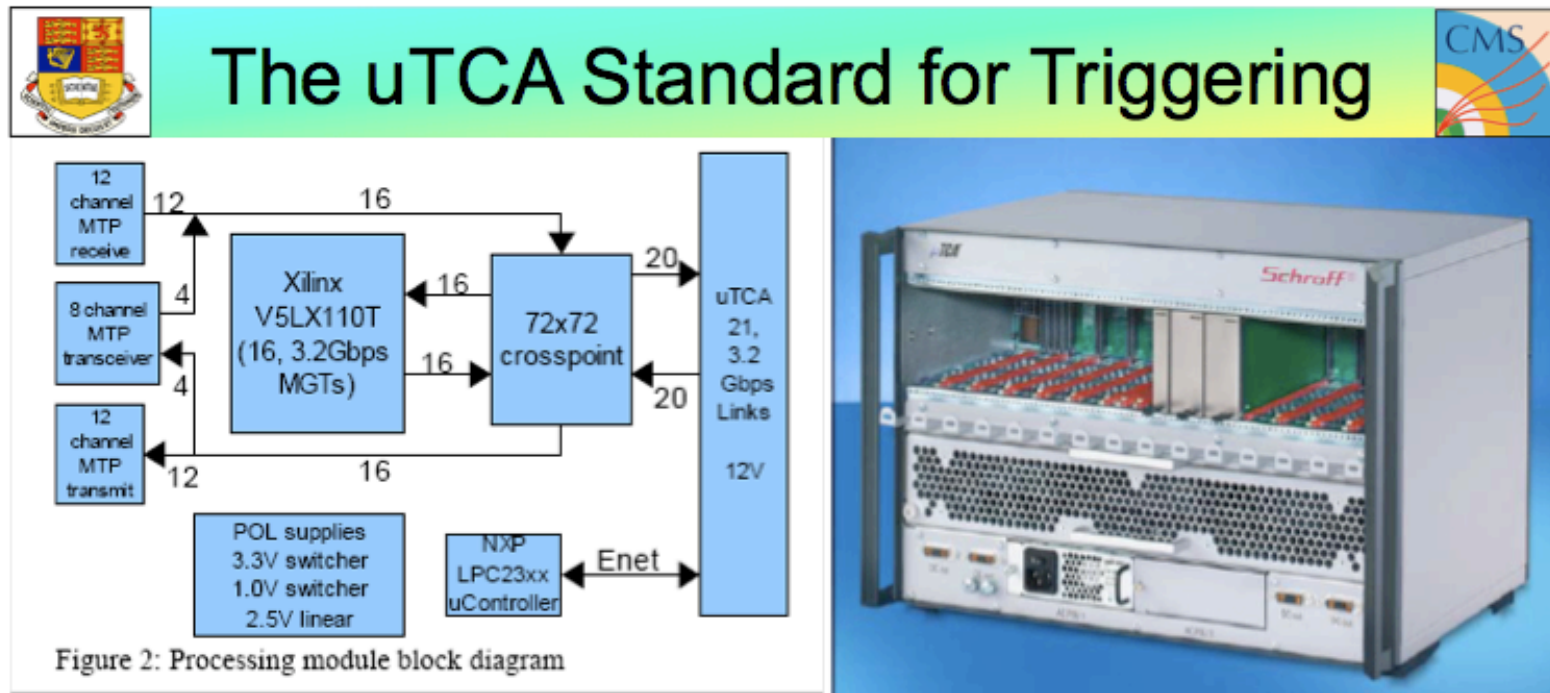 The uTCA Standard for Triggering
CMS
12
channel
MTP
receive
12
16
8 channel
MTP
transceiver
4
4
12
channel
MTP
transmit
12
16
Xilinx
V5LX110T
(16, 3.2Gbps
MGTs)
16
16
72x72
crosspoint
20
20
uTCA
21,
3.2
Gbps
Links
12V
POL supplies
3.3V switcher
1.0V switcher
2.5V linear
NXP
LPC23xx
uController
Enet
Figure 2: Processing module block diagram
µTCA
Schroff®